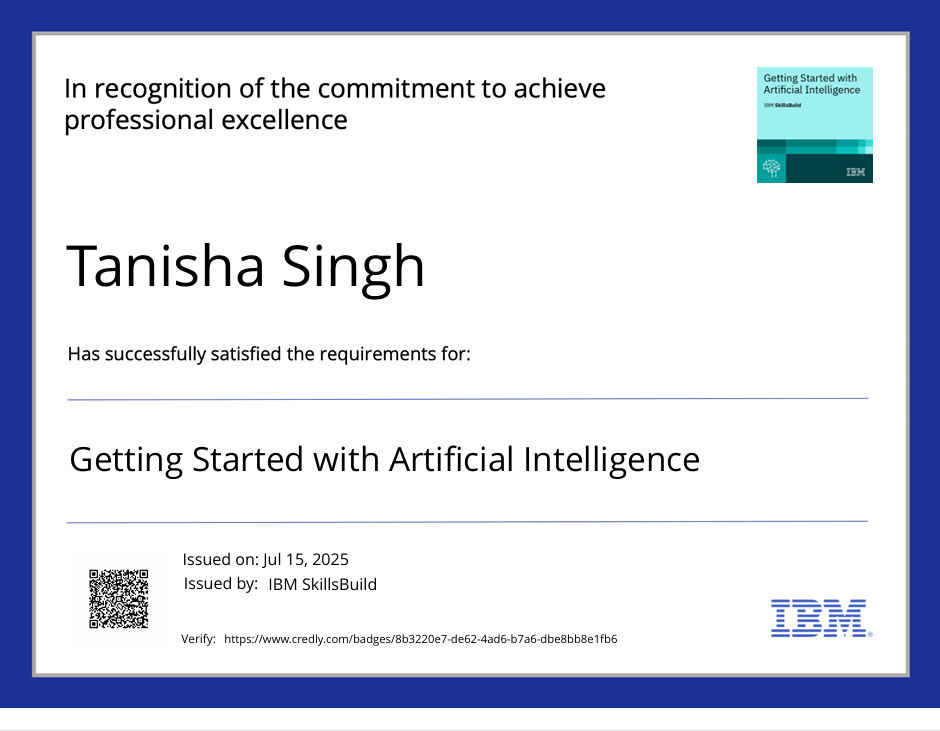 In recognition of the commitment to achieve
professional excellence
Getting Started with
Artificial Intelligence
IBM SkillsBuild
IBM
Tanisha Singh
Has successfully satisfied the requirements for:
Getting Started with Artificial Intelligence
Issued on: Jul 15, 2025
Issued by: IBM SkillsBuild
Verify: https://www.credly.com/badges/8b3220e7-de62-4ad6-b7a6-dbe8bb8e1fb6
IBM®